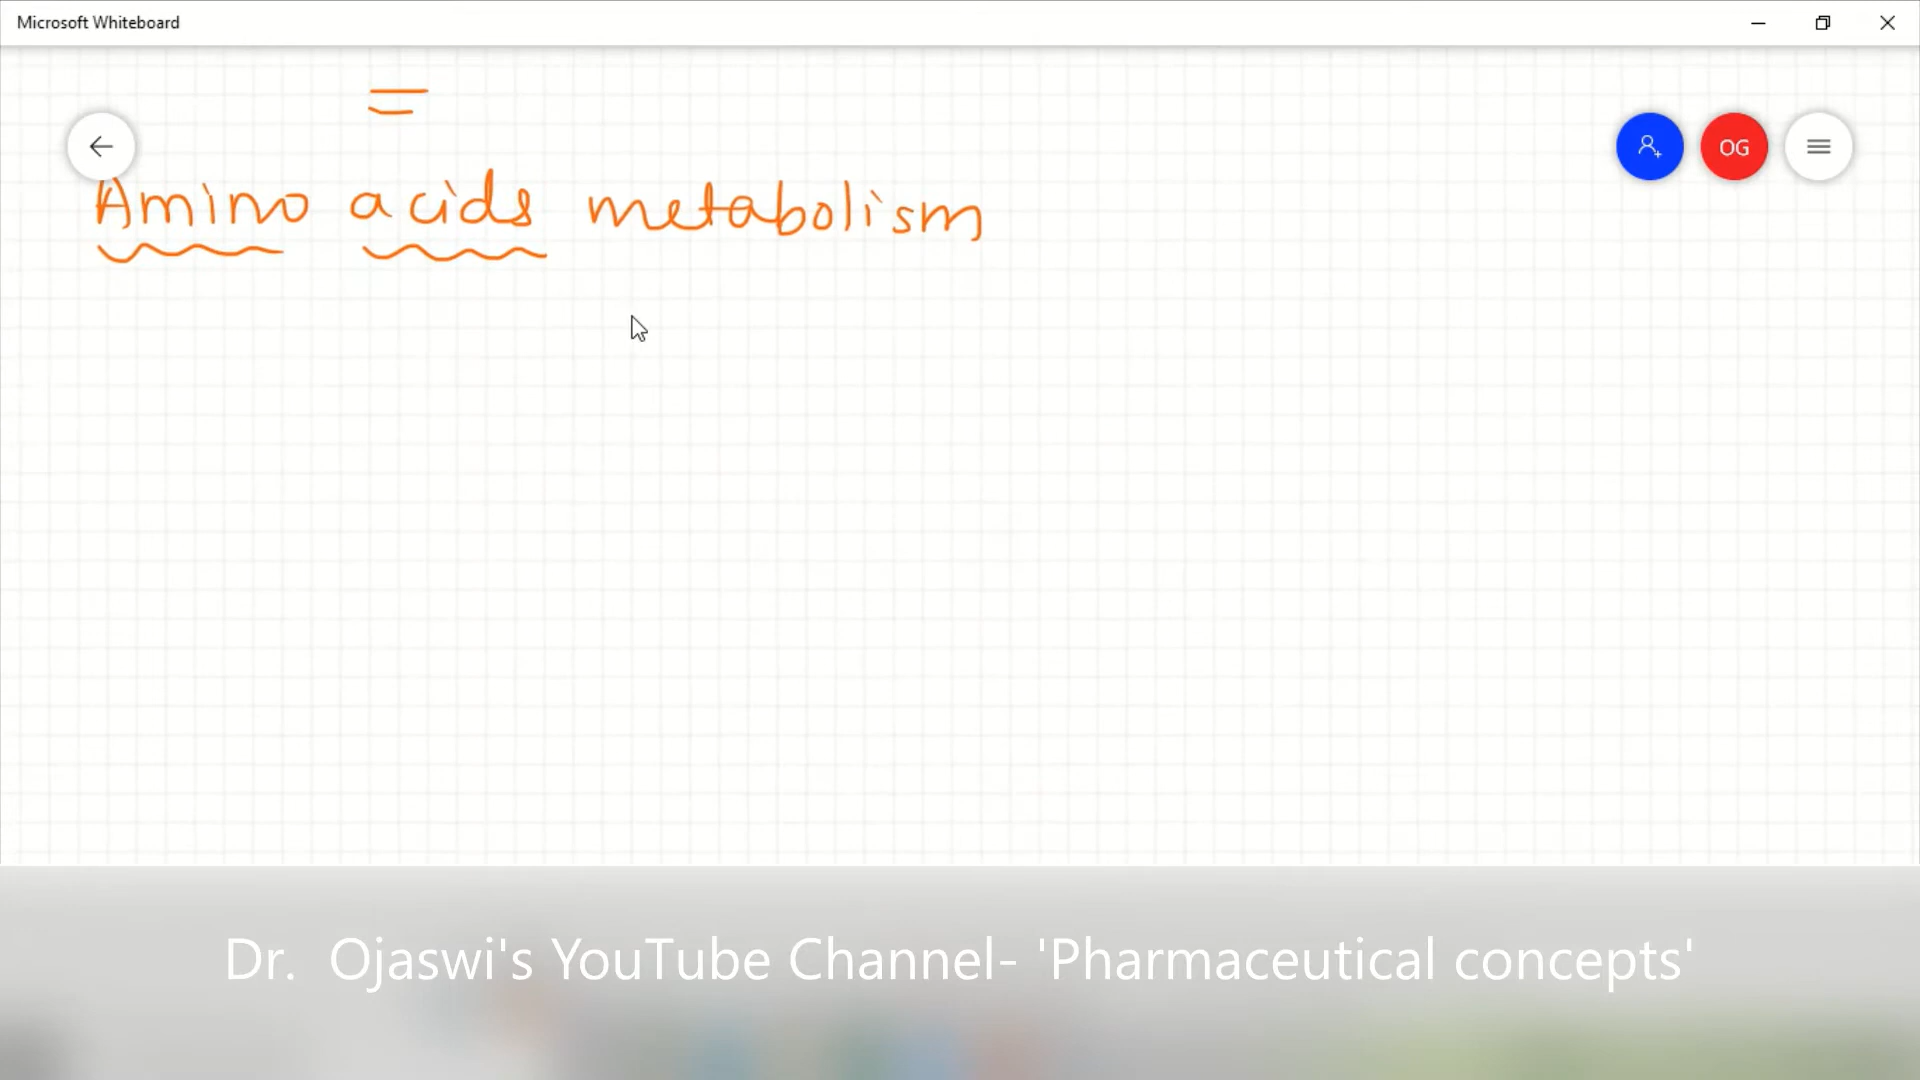 Microsoft Whiteboard
OG
Amino acids metabolism
Dr. Ojaswi's YouTube Channel- 'Pharmaceutical concepts'